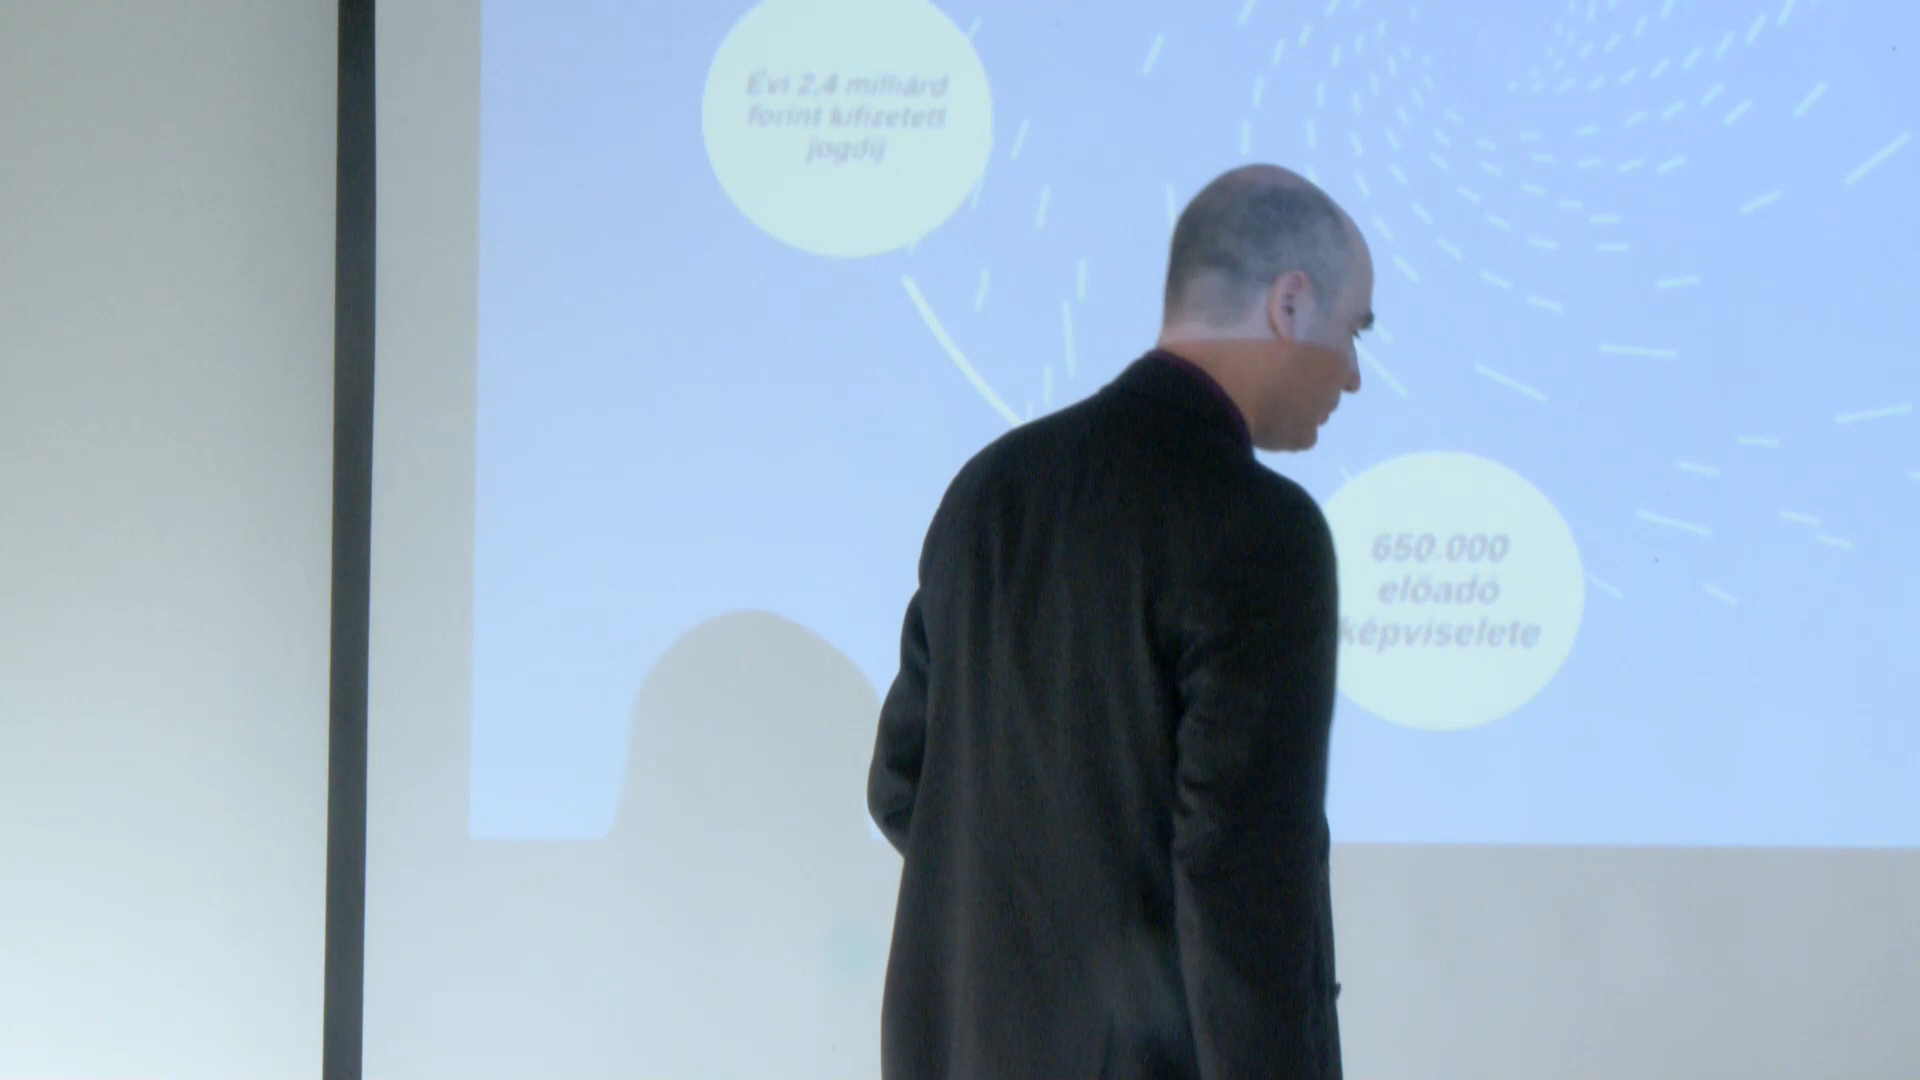 Évi 2,4 milliárd
forint kifizetett
jogdíj
650.000
előadó
képviselete